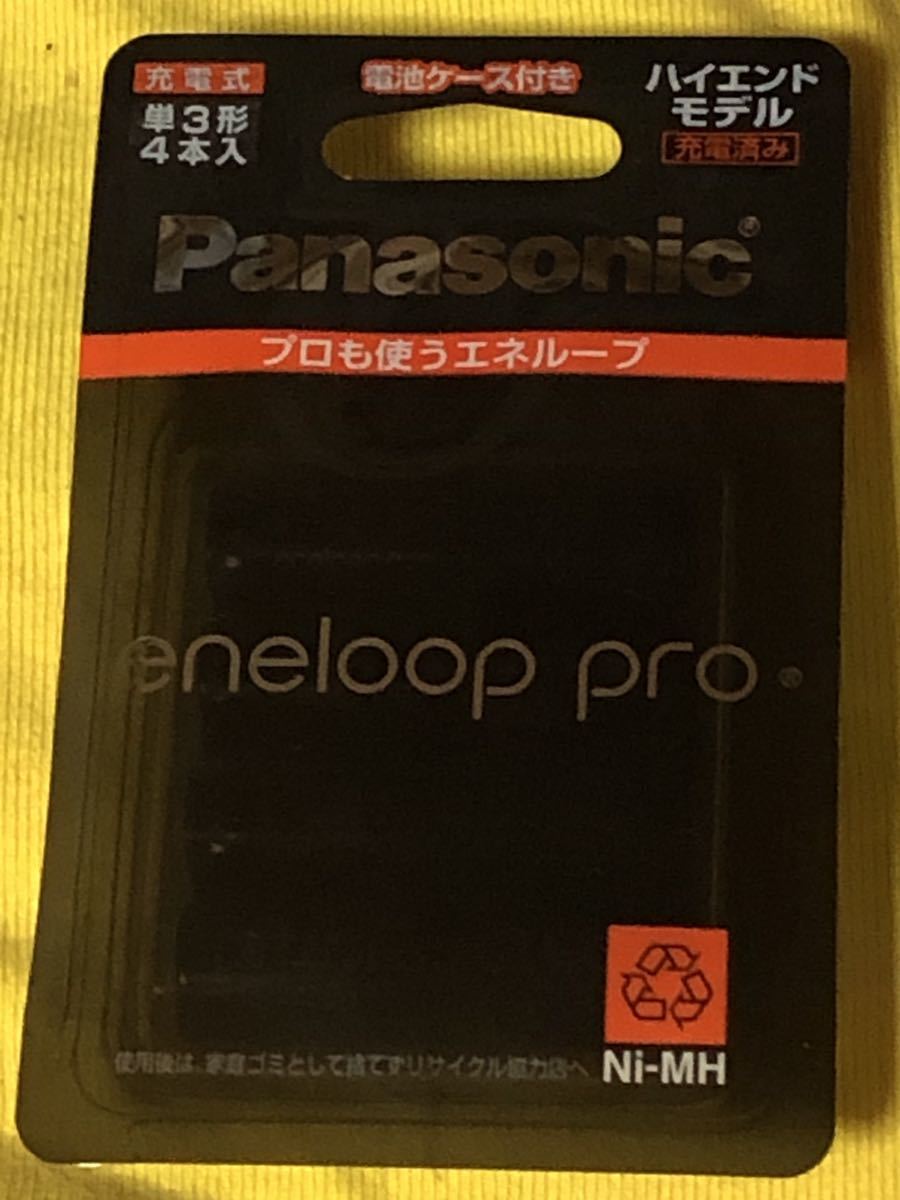 充電式
単3形
4本入
電池ケース付き
ハイエンド
モデル
充電済み
Panasonic®
プロも使うエネループ
eneloop pro®
使用後は、家庭ゴミとして捨てずリサイクル協力店へ
Ni-MH